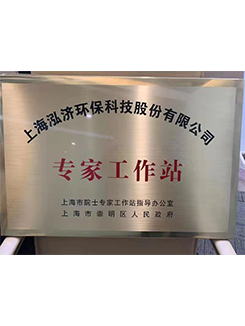 上海泓济环保科技股份有限公司
专家工作站
上海市院士专家工作站指导办公室
上海市崇明区人民政府